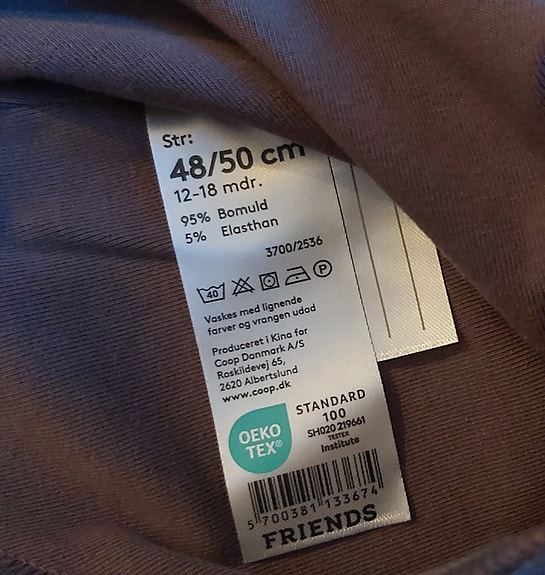 Str:
48/50 cm
12-18 mdr.
95% Bomuld
5% Elasthan
3700/2536
40
P
Vaskes med lignende
farver og vrangen udad
Produceret i Kina for
Coop Danmark A/S
Roskildevej 65,
2620 Albertslund
www.coop.dk
OEKO
TEX®
STANDARD
100
SH020 219661
TESTEX
Institute
5 700381 133674
FRIENDS